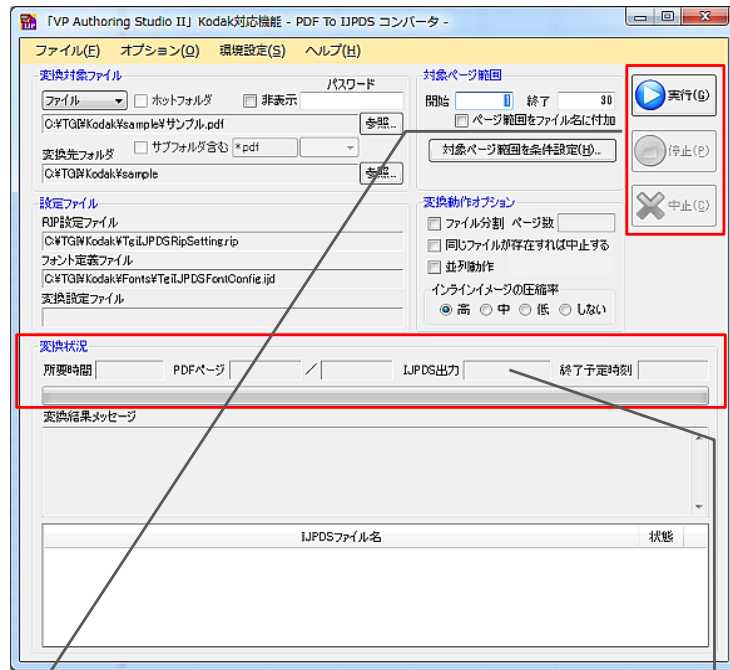 「VP Authoring Studio II」Kodak対応機能 - PDF To IJPDS コンバータ -
ファイル(F) オプション(O) 環境設定(S) ヘルプ(H)
変換対象ファイル
パスワード
ファイル ホットフォルダ 非表示
C:¥TGI¥Kodak¥sample¥サンプル.pdf 参照...
変換先フォルダ サブフォルダ含む *pdf
C:¥TGI¥Kodak¥sample 参照...
対象ページ範囲
開始 1 終了 30
ページ範囲をファイル名に付加
対象ページ範囲を条件設定(H)...
実行(G)
停止(P)
中止(C)
設定ファイル
RIP設定ファイル
C:¥TGI¥Kodak¥TgiIJPDSRipSetting.rip
フォント定義ファイル
C:¥TGI¥Kodak¥Fonts¥TgiIJPDSFontConfig.ijd
変換設定ファイル
変換動作オプション
ファイル分割 ページ数
同じファイルが存在すれば中止する
並列動作
インラインイメージの圧縮率
高 中 低 しない
変換状況
所要時間 PDFページ / IJPDS出力 終了予定時刻
変換結果メッセージ
IJPDSファイル名 状態